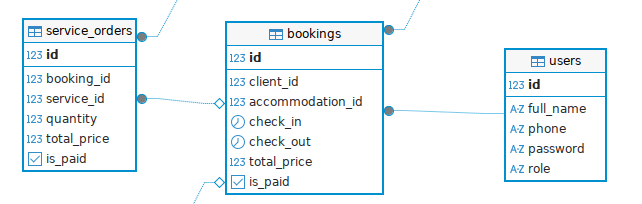 service_orders
123 id
123 booking_id
123 service_id
123 quantity
123 total_price
is_paid
bookings
123 id
123 client_id
123 accommodation_id
check_in
check_out
123 total_price
is_paid
users
123 id
A-Z full_name
A-Z phone
A-Z password
A-Z role